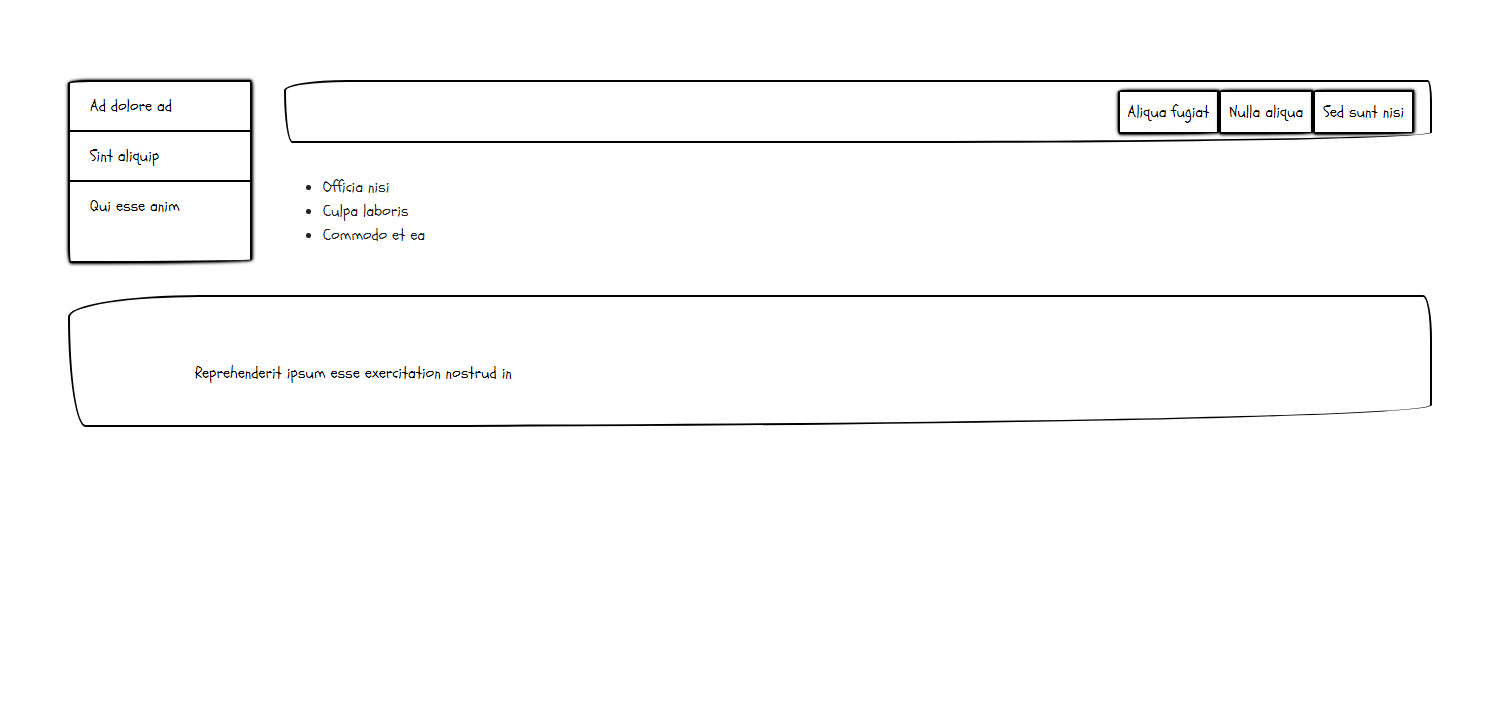 Ad dolore ad
Sint aliquip
Qui esse anim
Aliqua fugiat
Nulla aliqua
Sed sunt nisi
Officia nisi
Culpa laboris
Commodo et ea
Reprehenderit ipsum esse exercitation nostrud in